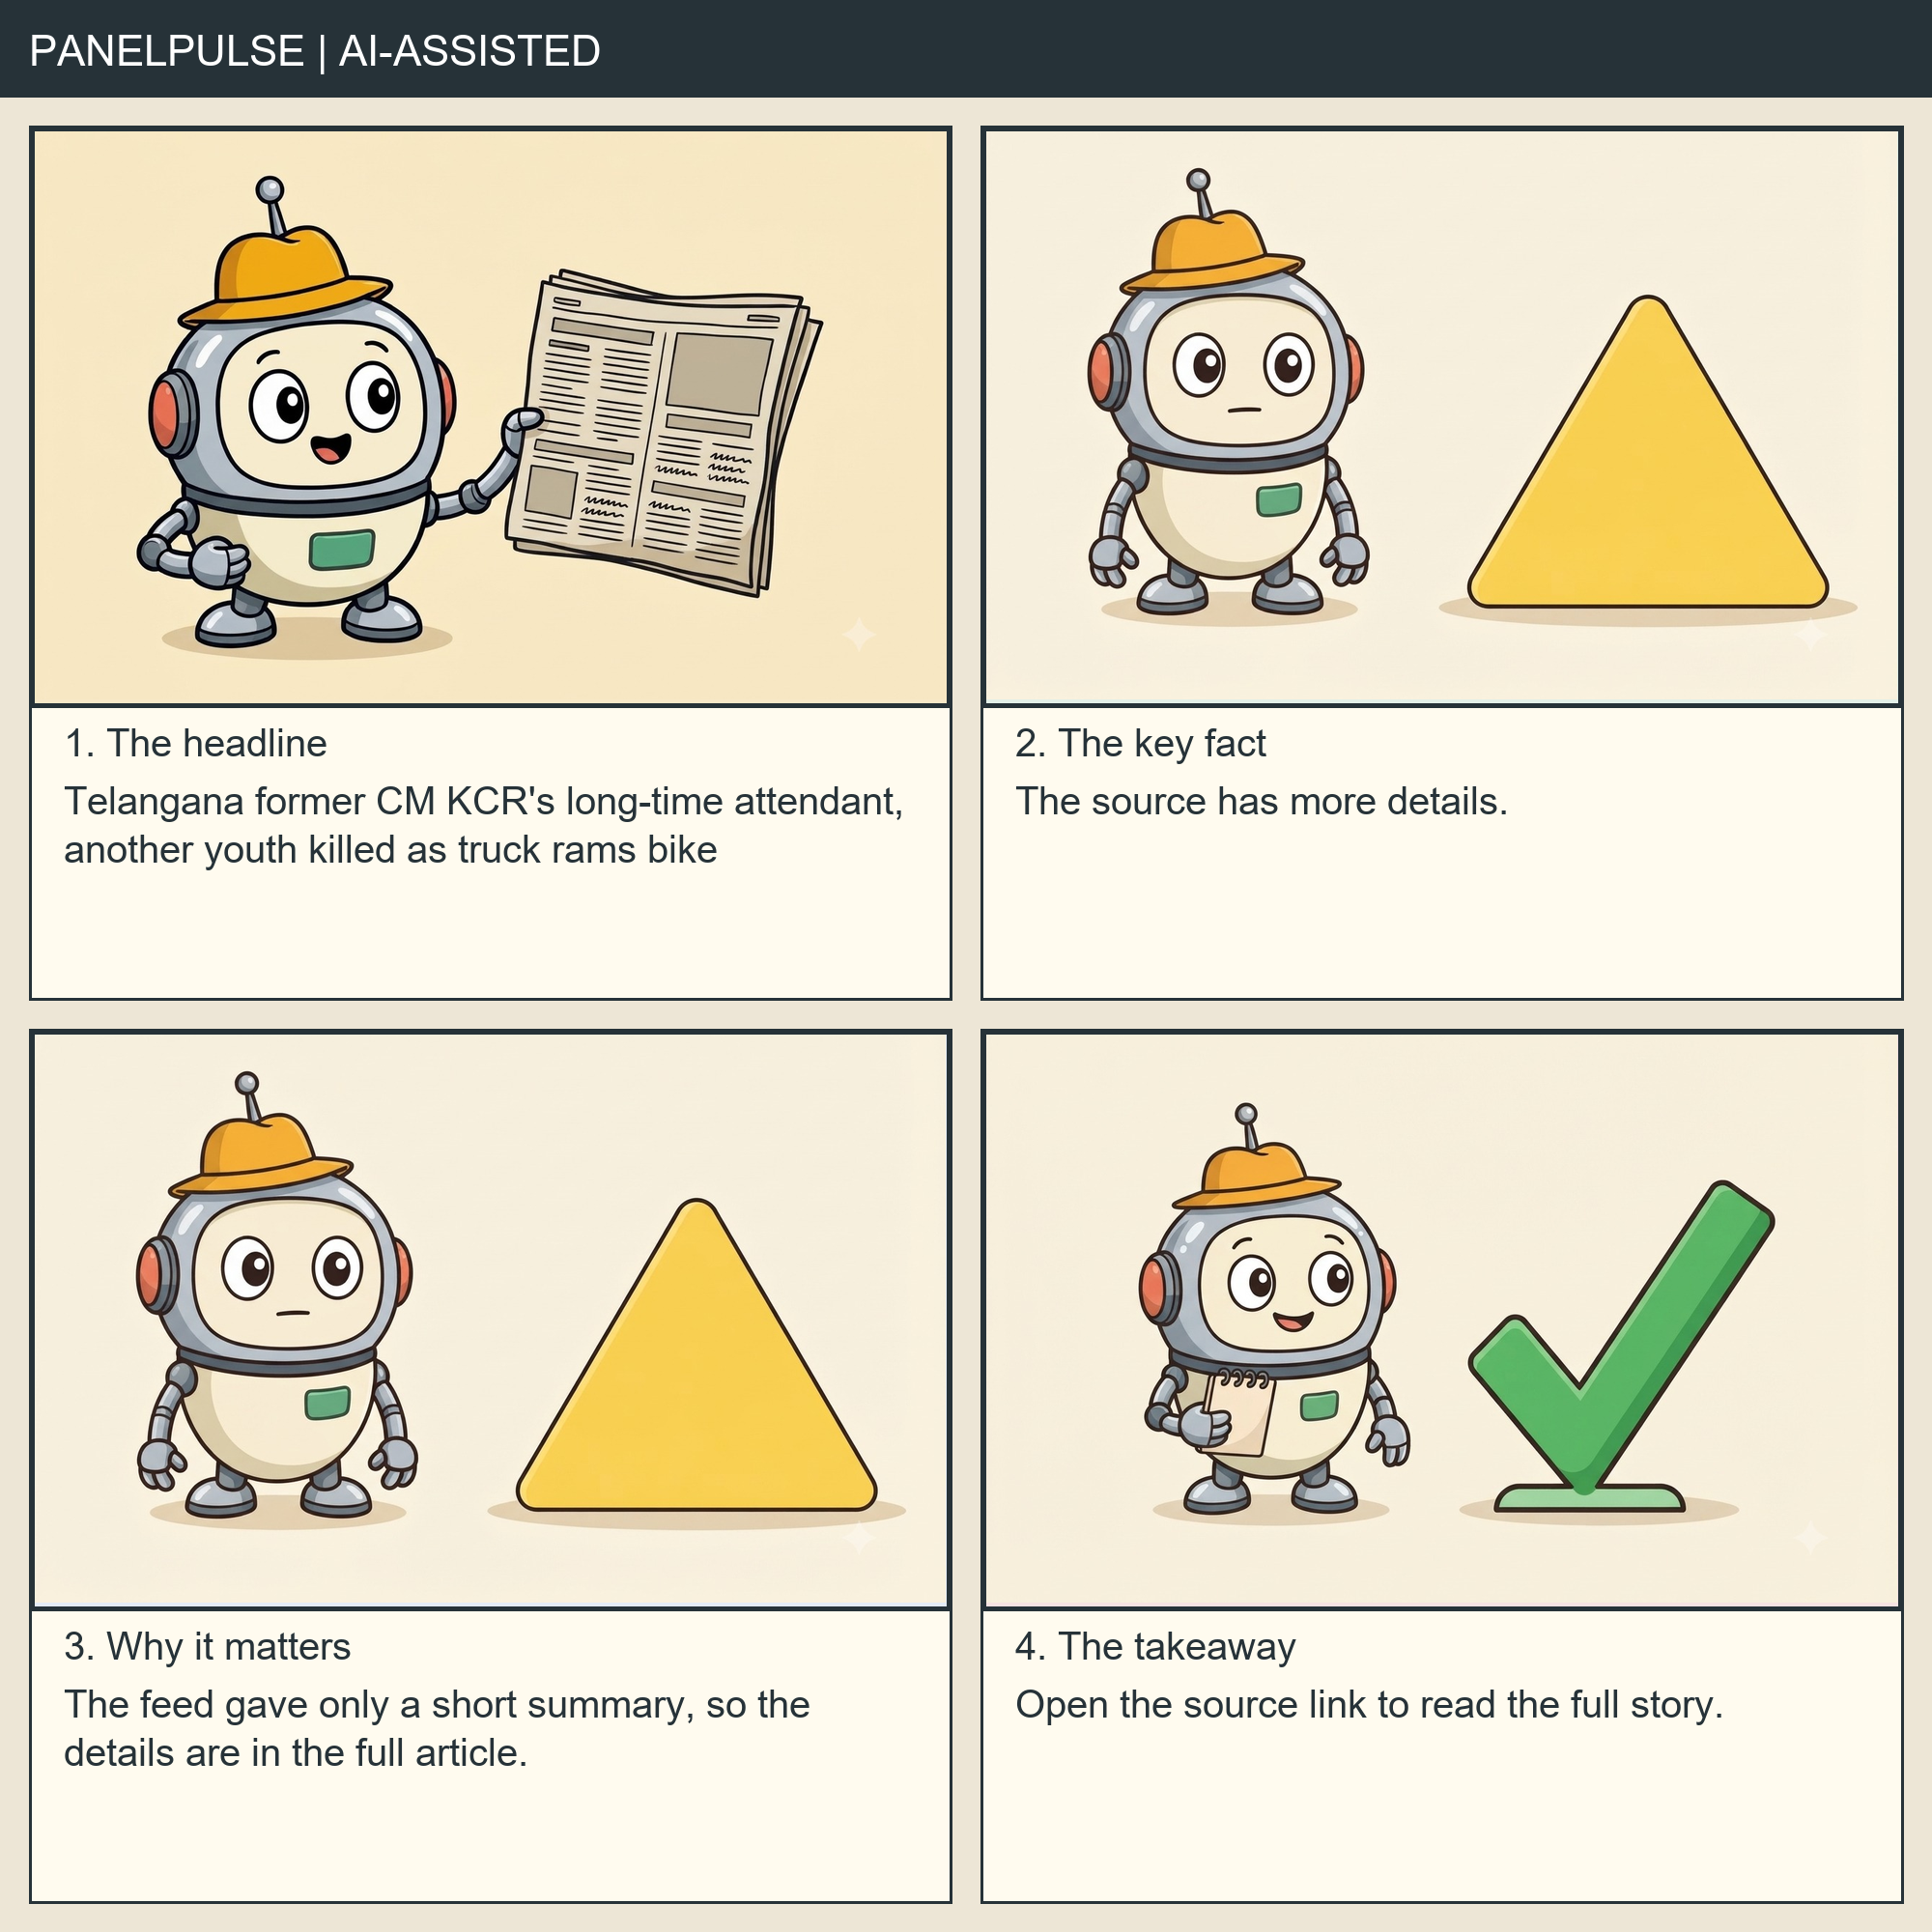 PANELPULSE | AI-ASSISTED
1. The headline
Telangana former CM KCR's long-time attendant,
another youth killed as truck rams bike
2. The key fact
The source has more details.
3. Why it matters
The feed gave only a short summary, so the
details are in the full article.
4. The takeaway
Open the source link to read the full story.